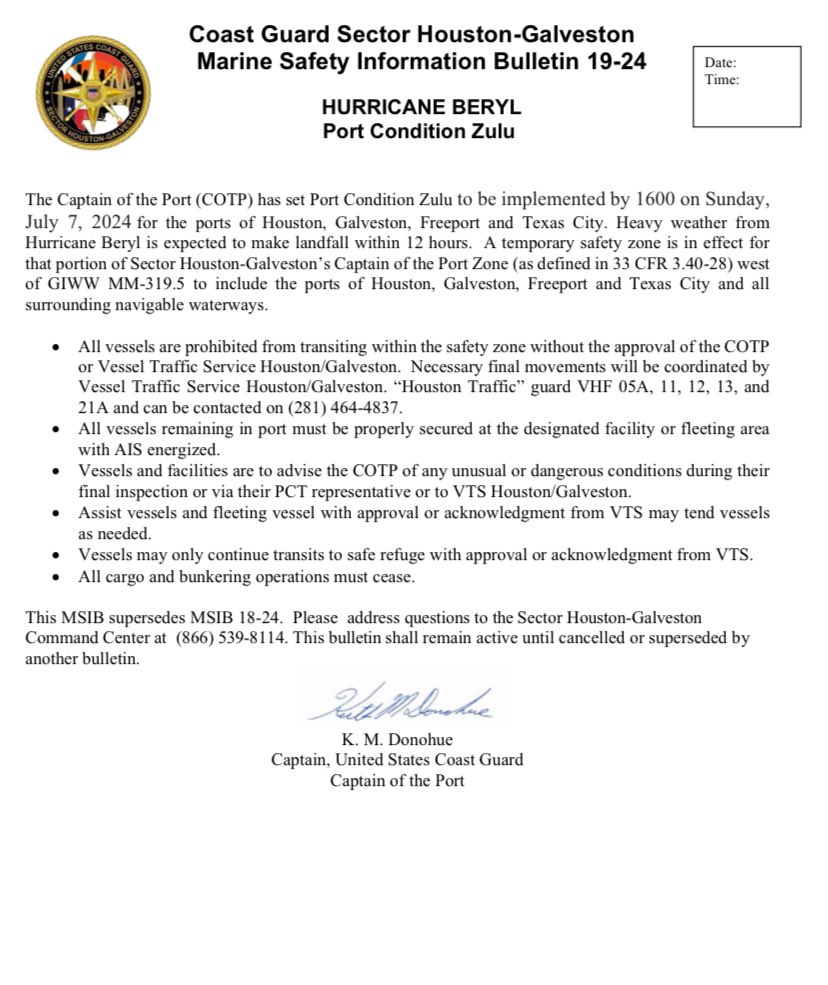 Coast Guard Sector Houston-Galveston
Marine Safety Information Bulletin 19-24
Date:
Time:
HURRICANE BERYL
Port Condition Zulu
UNITED STATES COAST GUARD
SECTOR HOUSTON-GALVESTON
The Captain of the Port (COTP) has set Port Condition Zulu to be implemented by 1600 on Sunday,
July 7, 2024 for the ports of Houston, Galveston, Freeport and Texas City. Heavy weather from
Hurricane Beryl is expected to make landfall within 12 hours.  A temporary safety zone is in effect for
that portion of Sector Houston-Galveston’s Captain of the Port Zone (as defined in 33 CFR 3.40-28) west
of GIWW MM-319.5 to include the ports of Houston, Galveston, Freeport and Texas City and all
surrounding navigable waterways.
• All vessels are prohibited from transiting within the safety zone without the approval of the COTP
or Vessel Traffic Service Houston/Galveston.  Necessary final movements will be coordinated by
Vessel Traffic Service Houston/Galveston. “Houston Traffic” guard VHF 05A, 11, 12, 13, and
21A and can be contacted on (281) 464-4837.
• All vessels remaining in port must be properly secured at the designated facility or fleeting area
with AIS energized.
• Vessels and facilities are to advise the COTP of any unusual or dangerous conditions during their
final inspection or via their PCT representative or to VTS Houston/Galveston.
• Assist vessels and fleeting vessel with approval or acknowledgment from VTS may tend vessels
as needed.
• Vessels may only continue transits to safe refuge with approval or acknowledgment from VTS.
• All cargo and bunkering operations must cease.
This MSIB supersedes MSIB 18-24.  Please  address questions to the Sector Houston-Galveston
Command Center at  (866) 539-8114. This bulletin shall remain active until cancelled or superseded by
another bulletin.
Keith M Donohue
K. M. Donohue
Captain, United States Coast Guard
Captain of the Port